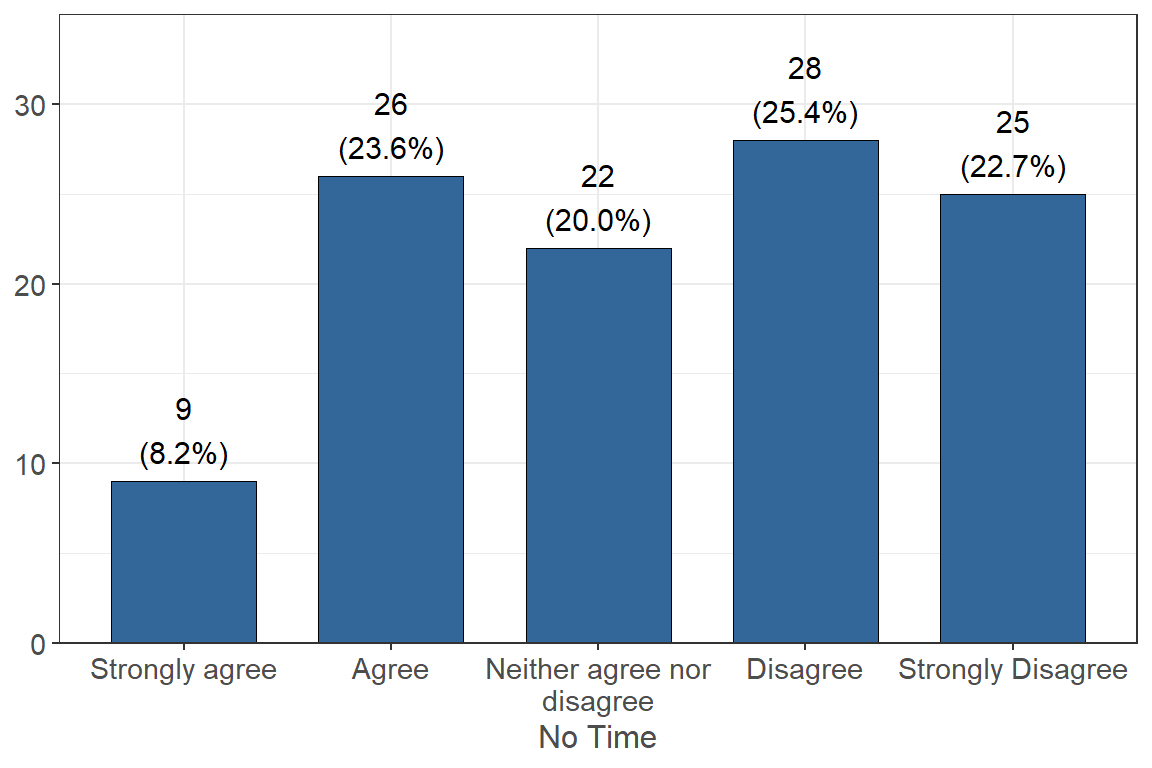 28
(25.4%)
26
(23.6%)
25
(22.7%)
22
(20.0%)
9
(8.2%)
30
20
10
0
Strongly agree
Agree
Neither agree nor
disagree
Disagree
Strongly Disagree
No Time